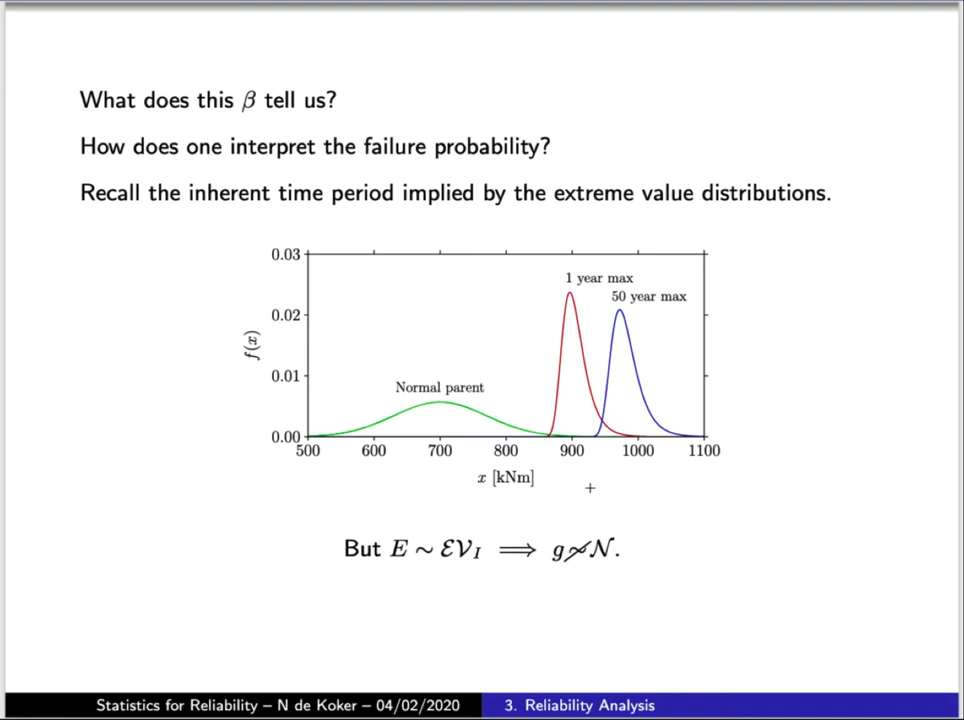 What does this β tell us?
How does one interpret the failure probability?
Recall the inherent time period implied by the extreme value distributions.
0.03
0.02
0.01
0.00
f(x)
1 year max
50 year max
Normal parent
500 600 700 800 900 1000 1100
x [kNm]
But E ∼ ℰ𝒱_I ⟹ g ≁ 𝒩.
Statistics for Reliability – N de Koker – 04/02/2020 3. Reliability Analysis